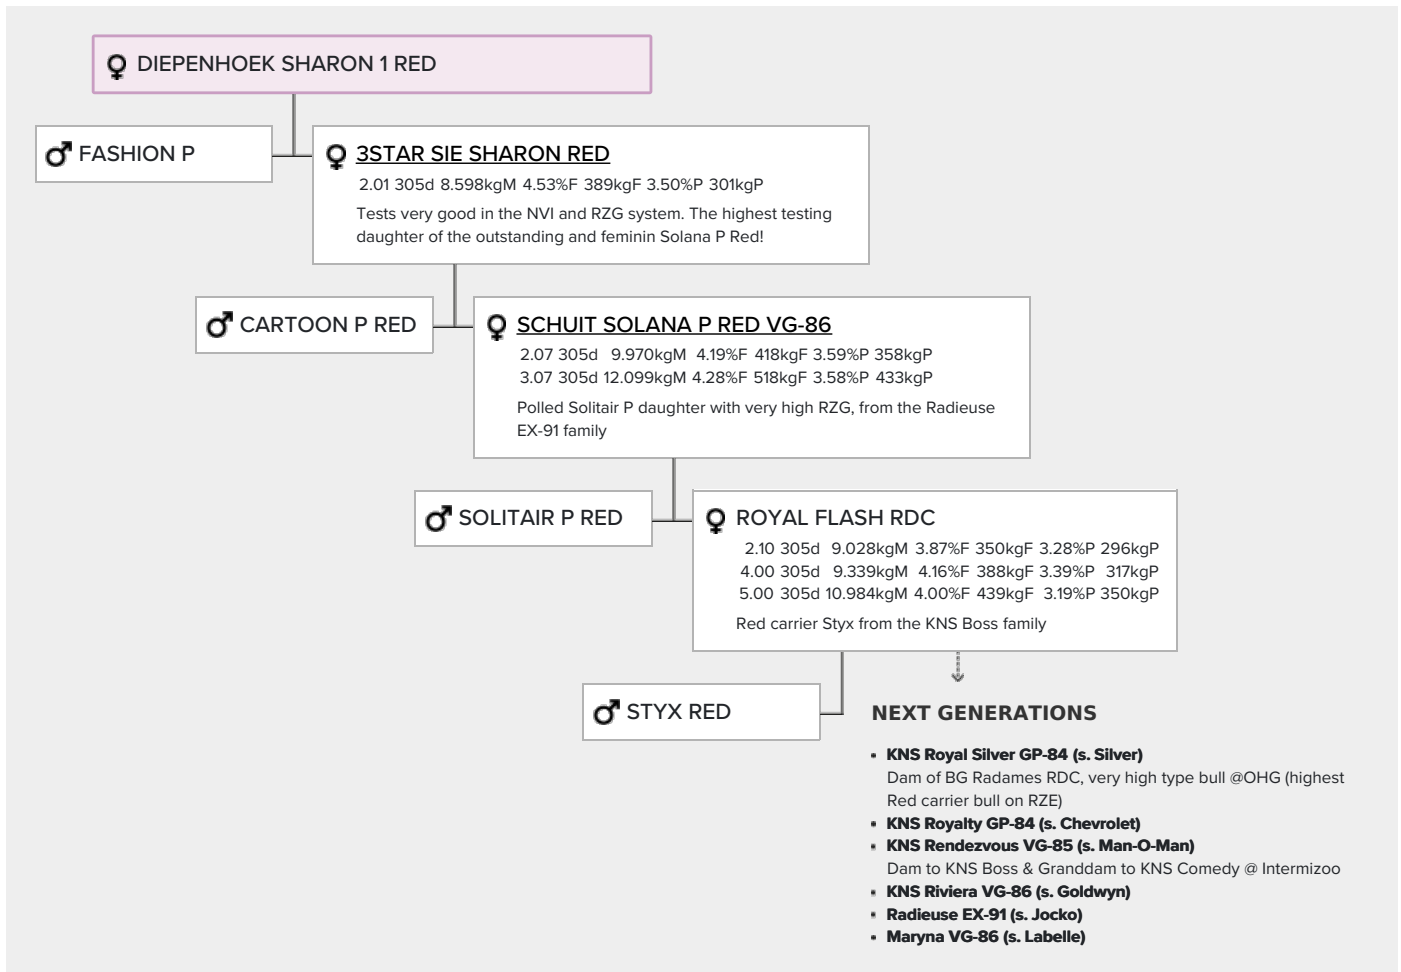 DIEPENHOEK SHARON 1 RED
FASHION P
3STAR SIE SHARON RED
2.01 305d 8.598kgM 4.53%F 389kgF 3.50%P 301kgP
Tests very good in the NVI and RZG system. The highest testing
daughter of the outstanding and feminin Solana P Red!
CARTOON P RED
SCHUIT SOLANA P RED VG-86
2.07 305d 9.970kgM 4.19%F 418kgF 3.59%P 358kgP
3.07 305d 12.099kgM 4.28%F 518kgF 3.58%P 433kgP
Polled Solitair P daughter with very high RZG, from the Radieuse
EX-91 family
SOLITAIR P RED
ROYAL FLASH RDC
2.10 305d 9.028kgM 3.87%F 350kgF 3.28%P 296kgP
4.00 305d 9.339kgM 4.16%F 388kgF 3.39%P 317kgP
5.00 305d 10.984kgM 4.00%F 439kgF 3.19%P 350kgP
Red carrier Styx from the KNS Boss family
STYX RED
NEXT GENERATIONS
▪ KNS Royal Silver GP-84 (s. Silver)
Dam of BG Radames RDC, very high type bull @OHG (highest
Red carrier bull on RZE)
▪ KNS Royalty GP-84 (s. Chevrolet)
▪ KNS Rendezvous VG-85 (s. Man-O-Man)
Dam to KNS Boss & Granddam to KNS Comedy @ Intermizoo
▪ KNS Riviera VG-86 (s. Goldwyn)
▪ Radieuse EX-91 (s. Jocko)
▪ Maryna VG-86 (s. Labelle)